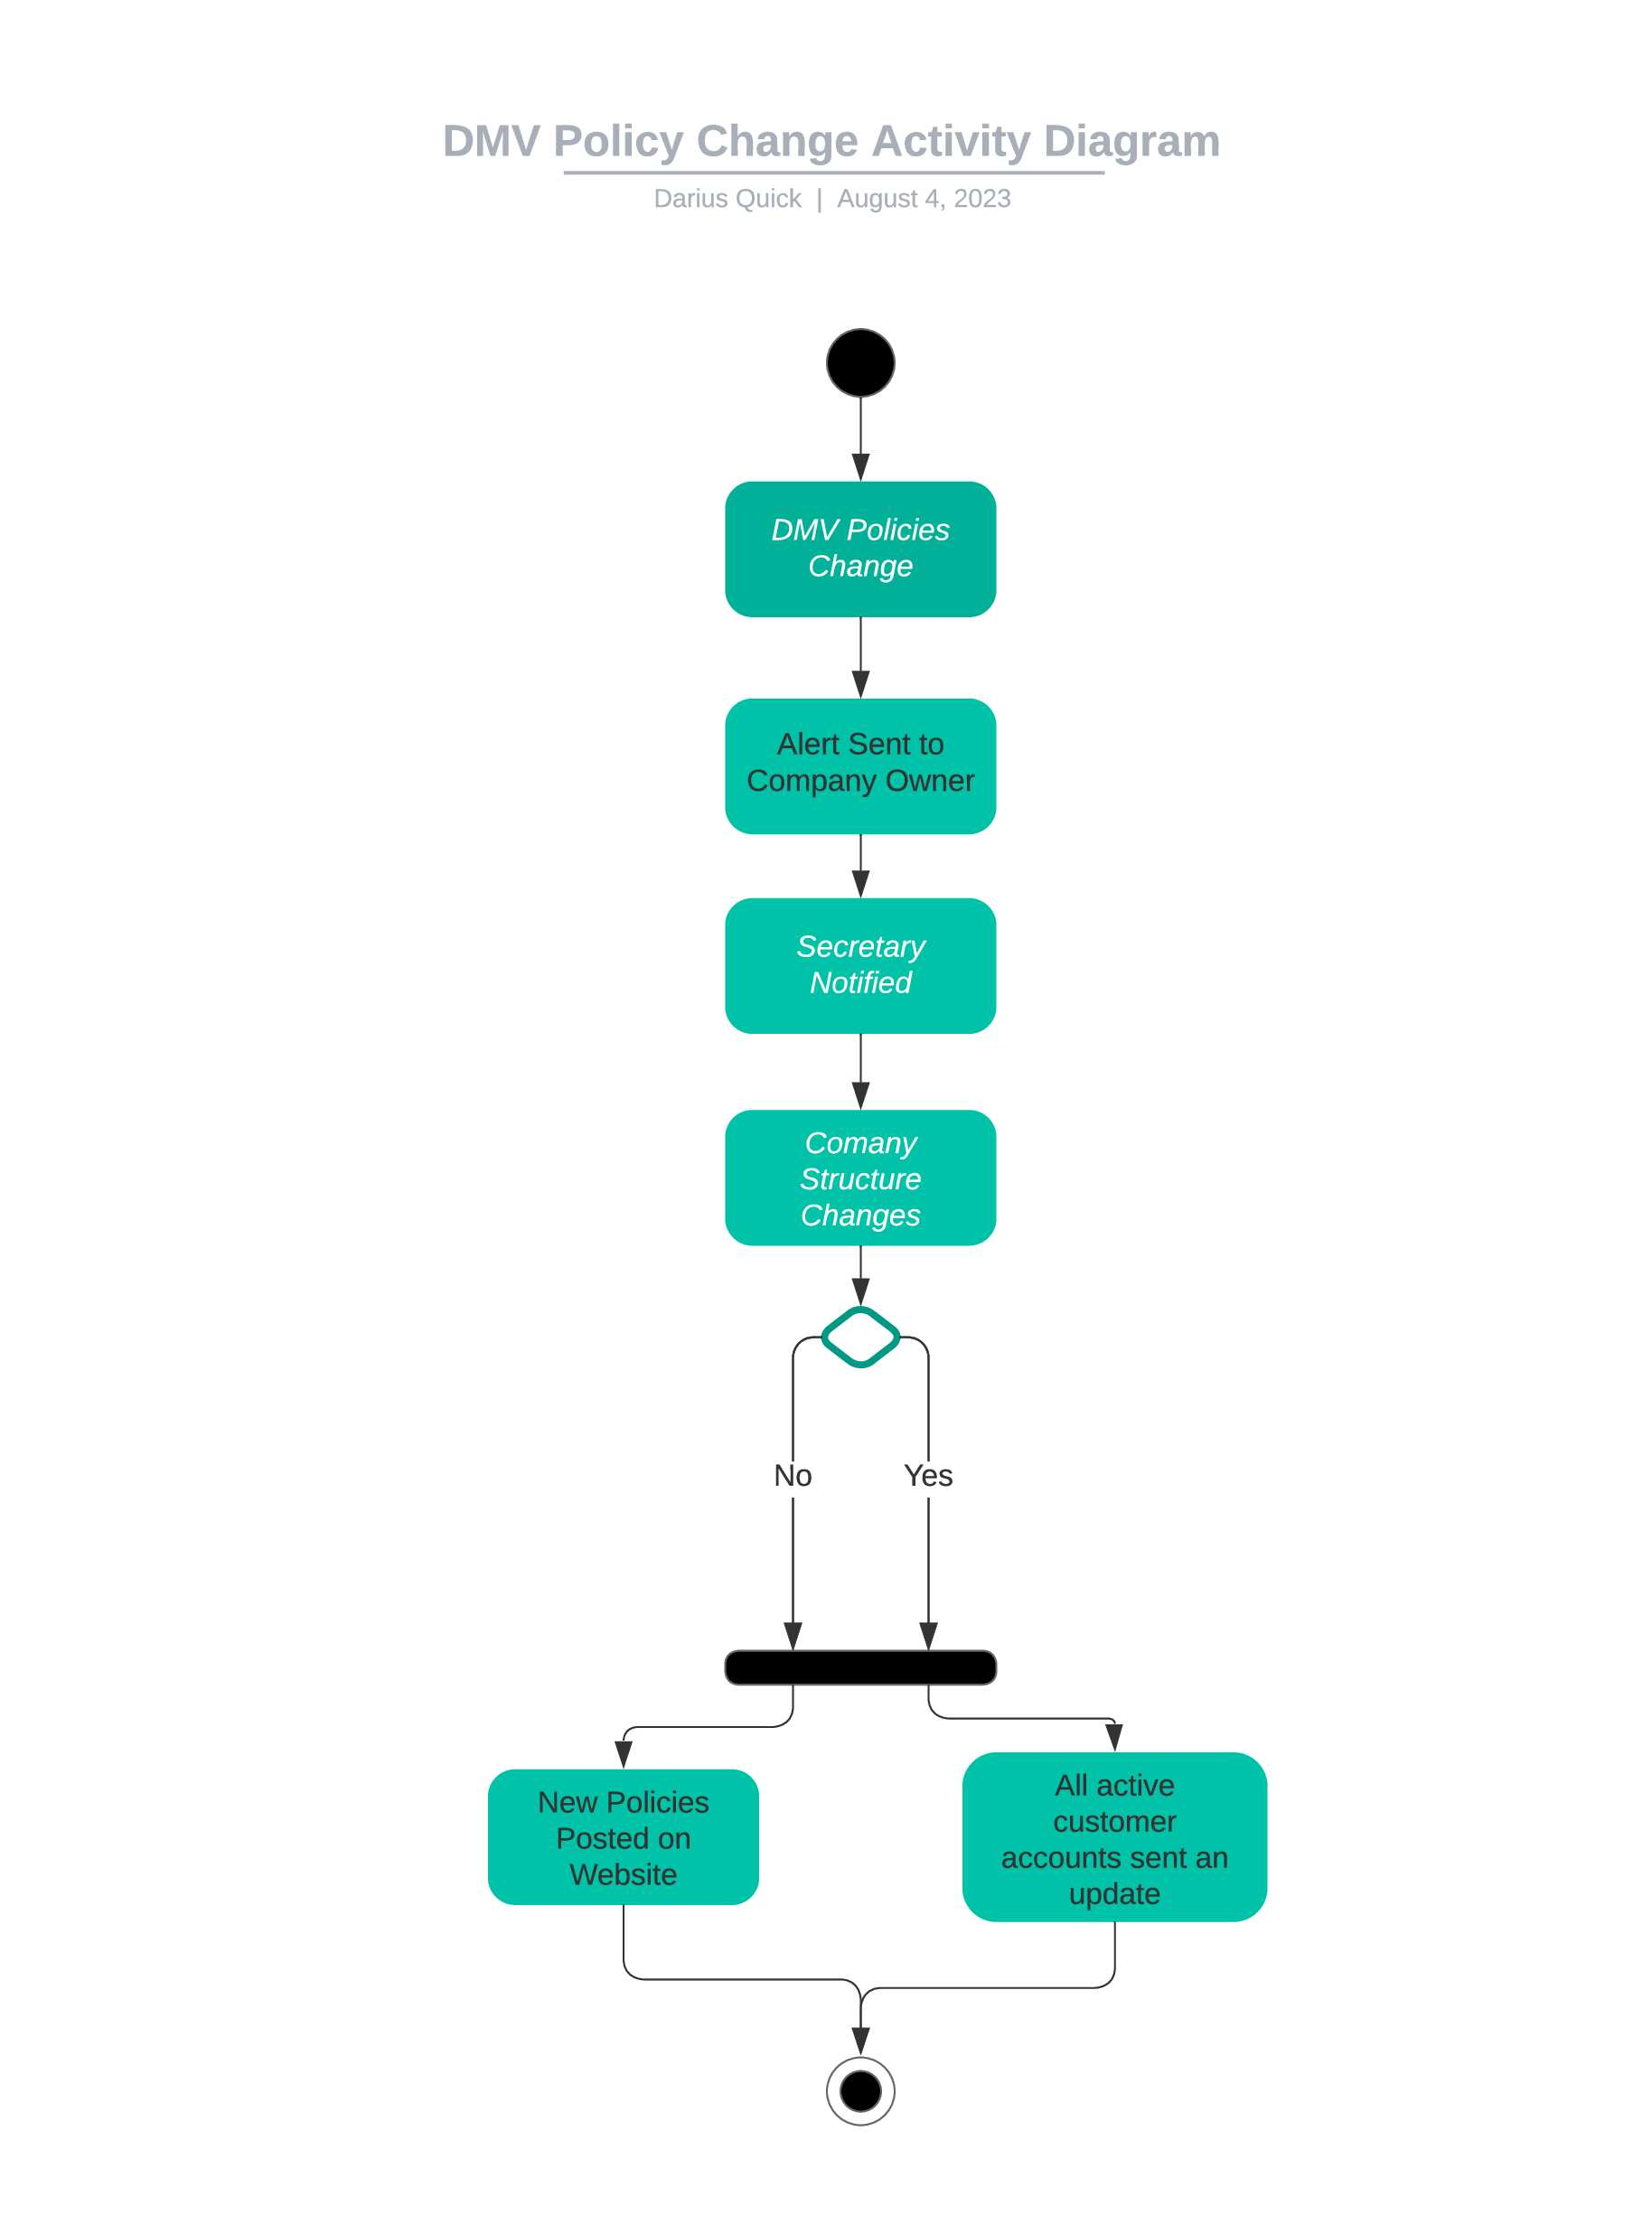 DMV Policy Change Activity Diagram
Darius Quick | August 4, 2023
DMV Policies
Change
Alert Sent to
Company Owner
Secretary
Notified
Comany
Structure
Changes
No
Yes
New Policies
Posted on
Website
All active
customer
accounts sent an
update